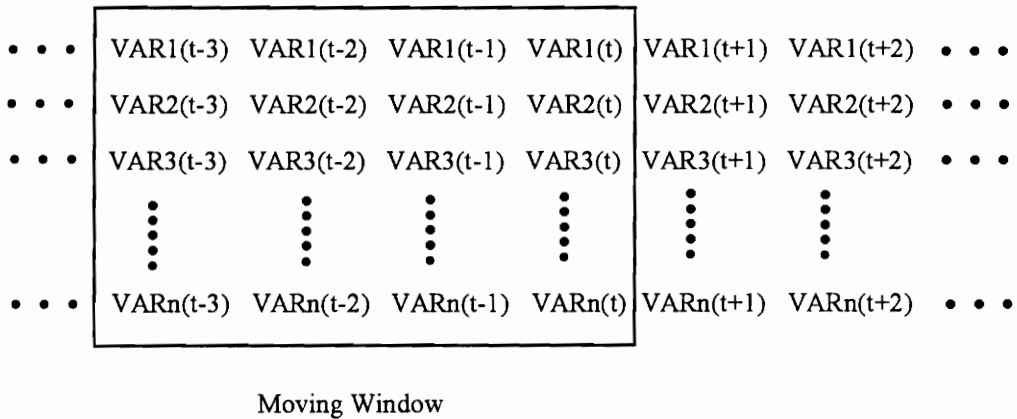 • • • VAR1(t-3) VAR1(t-2) VAR1(t-1) VAR1(t) VAR1(t+1) VAR1(t+2) • • •
• • • VAR2(t-3) VAR2(t-2) VAR2(t-1) VAR2(t) VAR2(t+1) VAR2(t+2) • • •
• • • VAR3(t-3) VAR3(t-2) VAR3(t-1) VAR3(t) VAR3(t+1) VAR3(t+2) • • •
• • • VARn(t-3) VARn(t-2) VARn(t-1) VARn(t) VARn(t+1) VARn(t+2) • • •
Moving Window